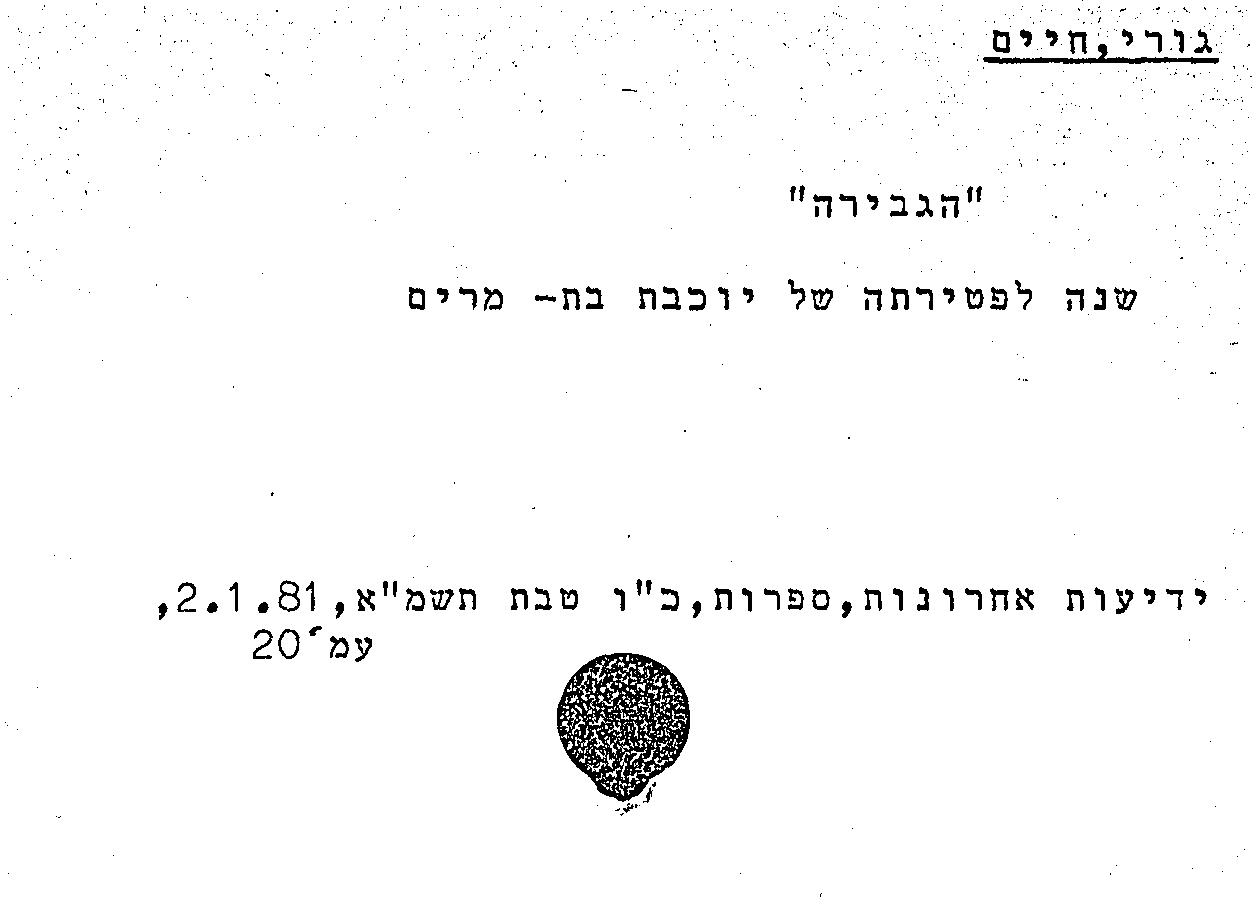 גורי,חיים
"הגבירה"
שנה לפטירתה של יוכבת בת- מרים
ידיעות אחרונות,ספרות,כ"ו טבת תשמ"א,2.1.81,
עמ'20